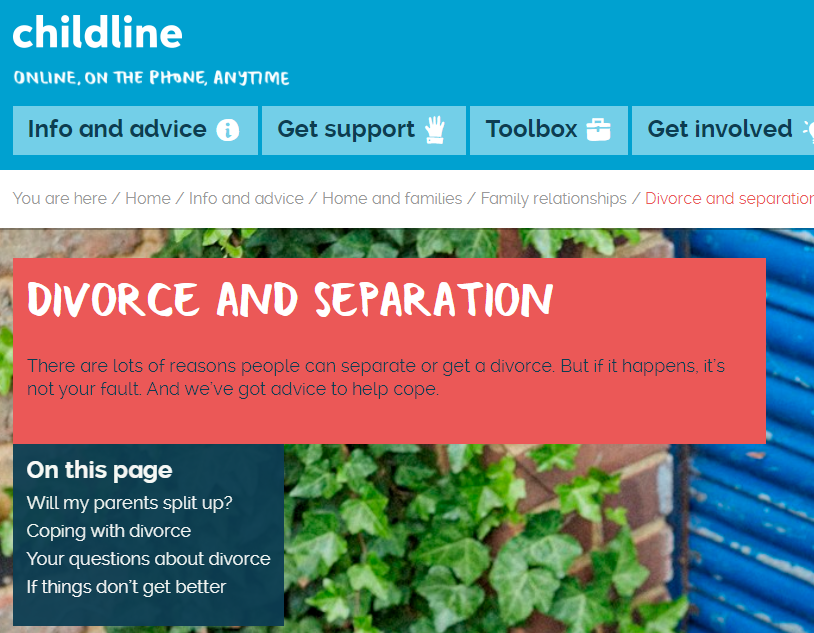 childline
ONLINE, ON THE PHONE, ANYTIME
Info and advice
Get support
Toolbox
Get involved
You are here / Home / Info and advice / Home and families / Family relationships / Divorce and separation
DIVORCE AND SEPARATION
There are lots of reasons people can separate or get a divorce. But if it happens, it's
not your fault. And we've got advice to help cope.
On this page
Will my parents split up?
Coping with divorce
Your questions about divorce
If things don't get better